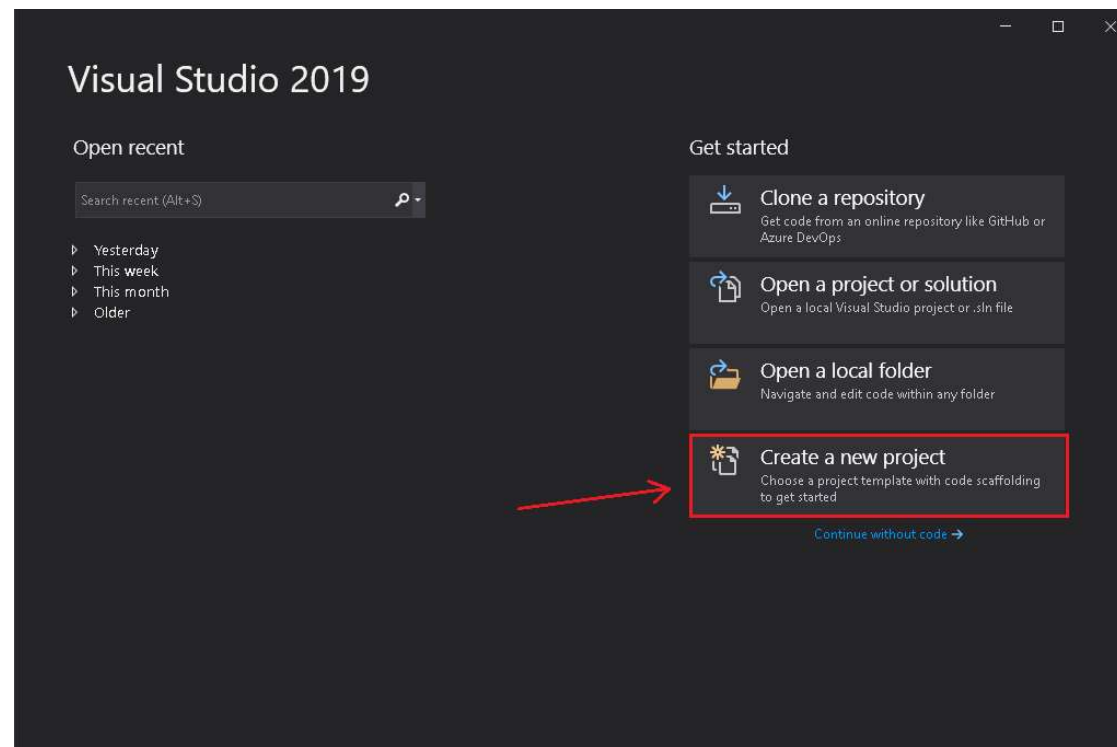 Visual Studio 2019
Open recent
Search recent (Alt+S)
Yesterday
This week
This month
Older
Get started
Clone a repository
Get code from an online repository like GitHub or
Azure DevOps
Open a project or solution
Open a local Visual Studio project or .sln file
Open a local folder
Navigate and edit code within any folder
Create a new project
Choose a project template with code scaffolding
to get started
Continue without code →